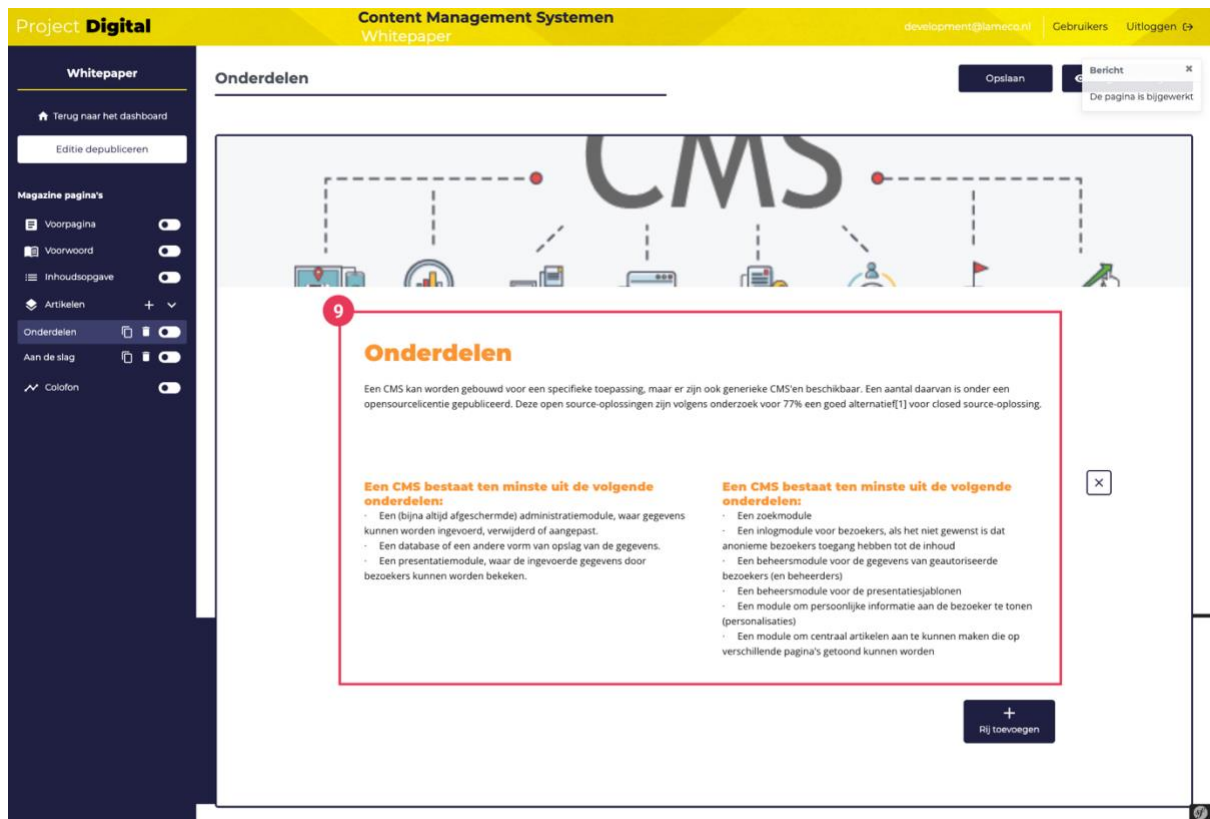 Project Digital
Content Management Systemen
Whitepaper
development@lameco.nl
Gebruikers
Uitloggen
Whitepaper
Terug naar het dashboard
Editie depubliceren
Magazine pagina's
Voorpagina
Voorwoord
Inhoudsopgave
Artikelen
Onderdelen
Aan de slag
Colofon
Onderdelen
Opslaan
Bericht
De pagina is bijgewerkt
CMS
9
Onderdelen
Een CMS kan worden gebouwd voor een specifieke toepassing, maar er zijn ook generieke CMS'en beschikbaar. Een aantal daarvan is onder een
opensourcelicentie gepubliceerd. Deze open source-oplossingen zijn volgens onderzoek voor 77% een goed alternatief[1] voor closed source-oplossing.
Een CMS bestaat ten minste uit de volgende
onderdelen:
· Een (bijna altijd afgeschermde) administratiemodule, waar gegevens
kunnen worden ingevoerd, verwijderd of aangepast.
· Een database of een andere vorm van opslag van de gegevens.
· Een presentatiemodule, waar de ingevoerde gegevens door
bezoekers kunnen worden bekeken.
Een CMS bestaat ten minste uit de volgende
onderdelen:
· Een zoekmodule
· Een inlogmodule voor bezoekers, als het niet gewenst is dat
anonieme bezoekers toegang hebben tot de inhoud
· Een beheersmodule voor de gegevens van geautoriseerde
bezoekers (en beheerders)
· Een beheersmodule voor de presentatiesjablonen
· Een module om persoonlijke informatie aan de bezoeker te tonen
(personalisaties)
· Een module om centraal artikelen aan te kunnen maken die op
verschillende pagina's getoond kunnen worden
Rij toevoegen